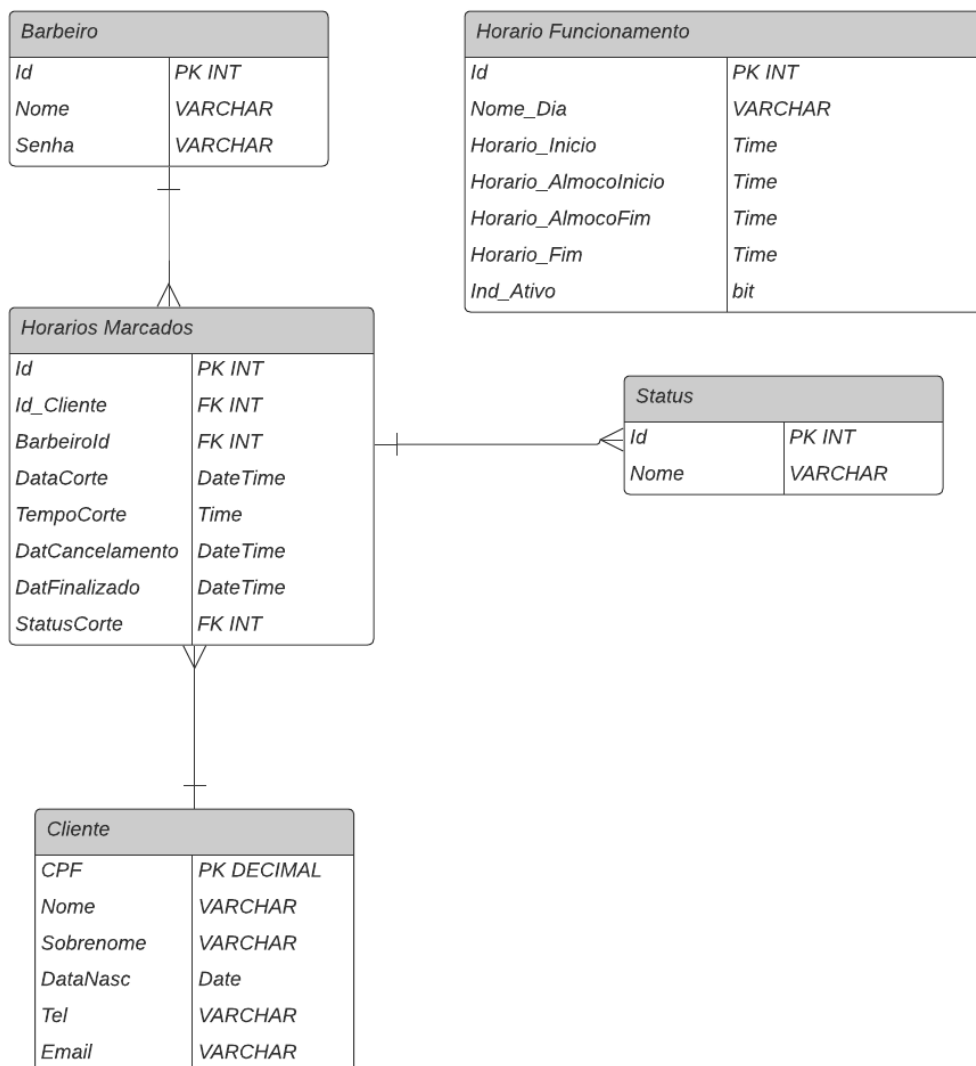 Barbeiro
Id PK INT
Nome VARCHAR
Senha VARCHAR
Horario Funcionamento
Id PK INT
Nome_Dia VARCHAR
Horario_Inicio Time
Horario_AlmocoInicio Time
Horario_AlmocoFim Time
Horario_Fim Time
Ind_Ativo bit
Horarios Marcados
Id PK INT
Id_Cliente FK INT
BarbeiroId FK INT
DataCorte DateTime
TempoCorte Time
DatCancelamento DateTime
DatFinalizado DateTime
StatusCorte FK INT
Status
Id PK INT
Nome VARCHAR
Cliente
CPF PK DECIMAL
Nome VARCHAR
Sobrenome VARCHAR
DataNasc Date
Tel VARCHAR
Email VARCHAR